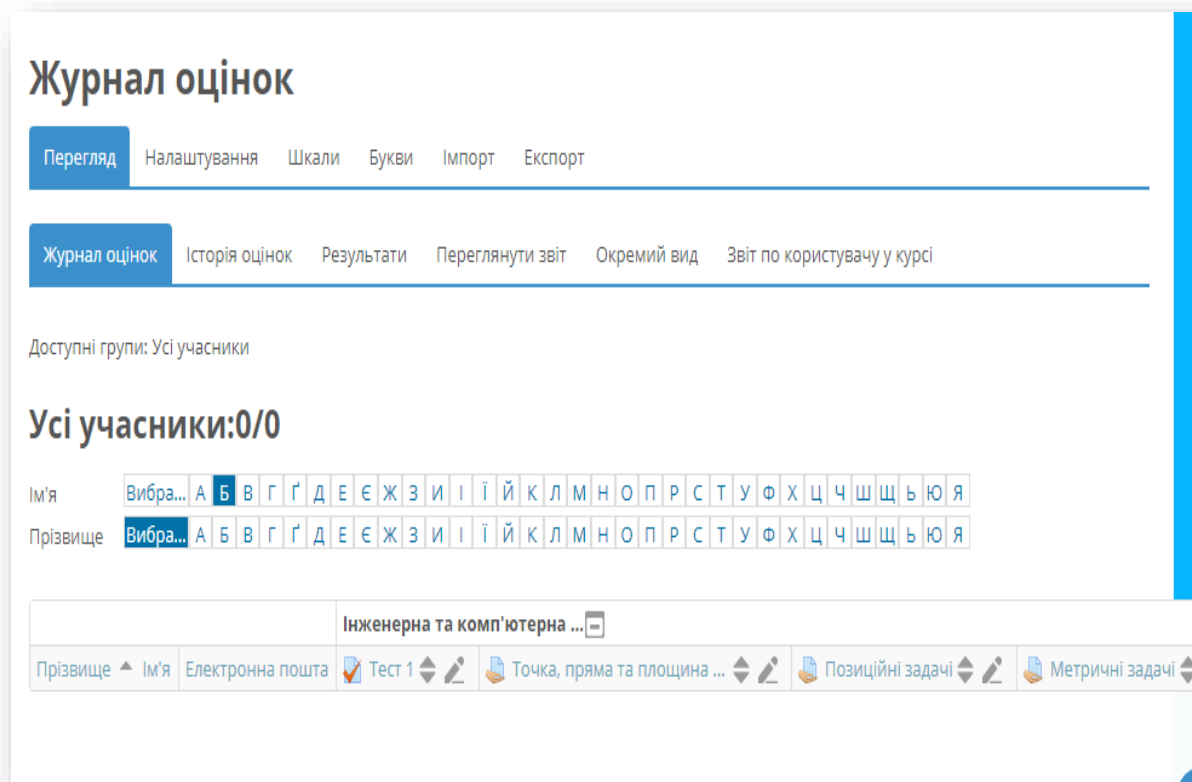 Журнал оцінок
Перегляд Налаштування Шкали Букви Імпорт Експорт
Журнал оцінок Історія оцінок Результати Переглянути звіт Окремий вид Звіт по користувачу у курсі
Доступні групи: Усі учасники
Усі учасники:0/0
Ім'я Вибра... А Б В Г Ґ Д Е Є Ж З И І Ї Й К Л М Н О П Р С Т У Ф Х Ц Ч Ш Щ Ь Ю Я
Прізвище Вибра... А Б В Г Ґ Д Е Є Ж З И І Ї Й К Л М Н О П Р С Т У Ф Х Ц Ч Ш Щ Ь Ю Я
Інженерна та комп'ютерна ...
Прізвище Ім'я Електронна пошта Тест 1 Точка, пряма та площина ... Позиційні задачі Метричні задачі